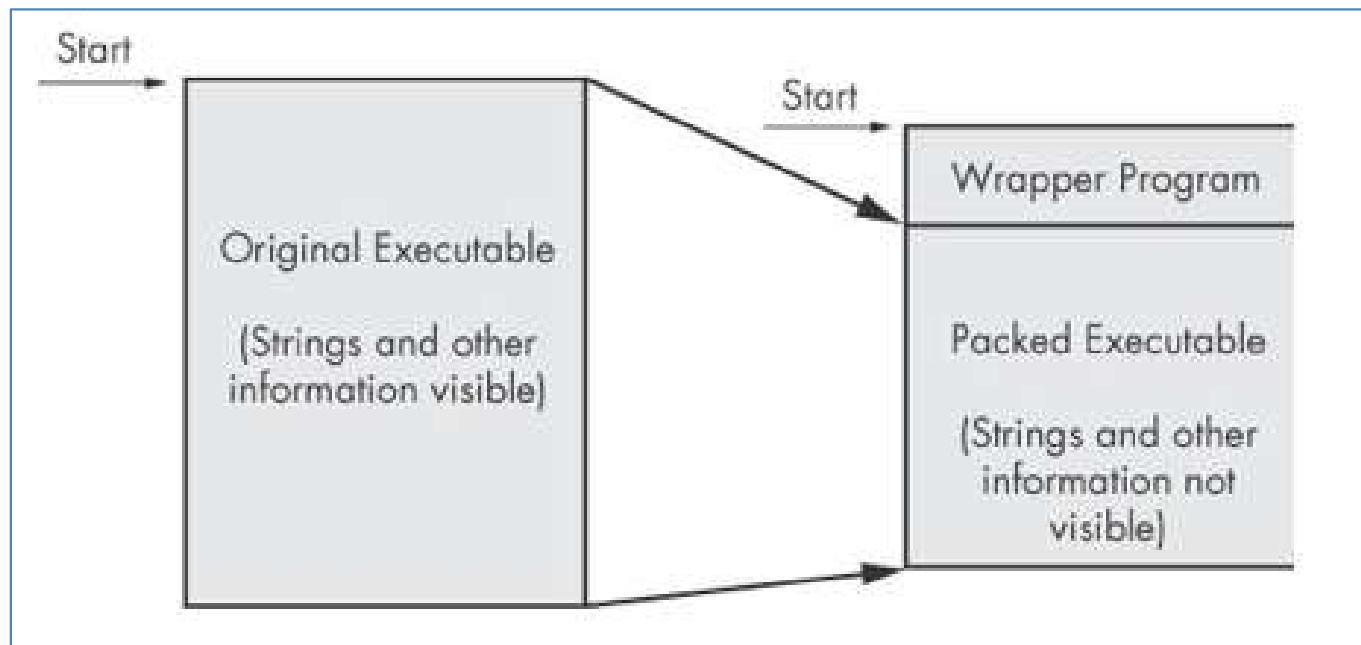 Start
Original Executable
(Strings and other
information visible)
Start
Wrapper Program
Packed Executable
(Strings and other
information not
visible)